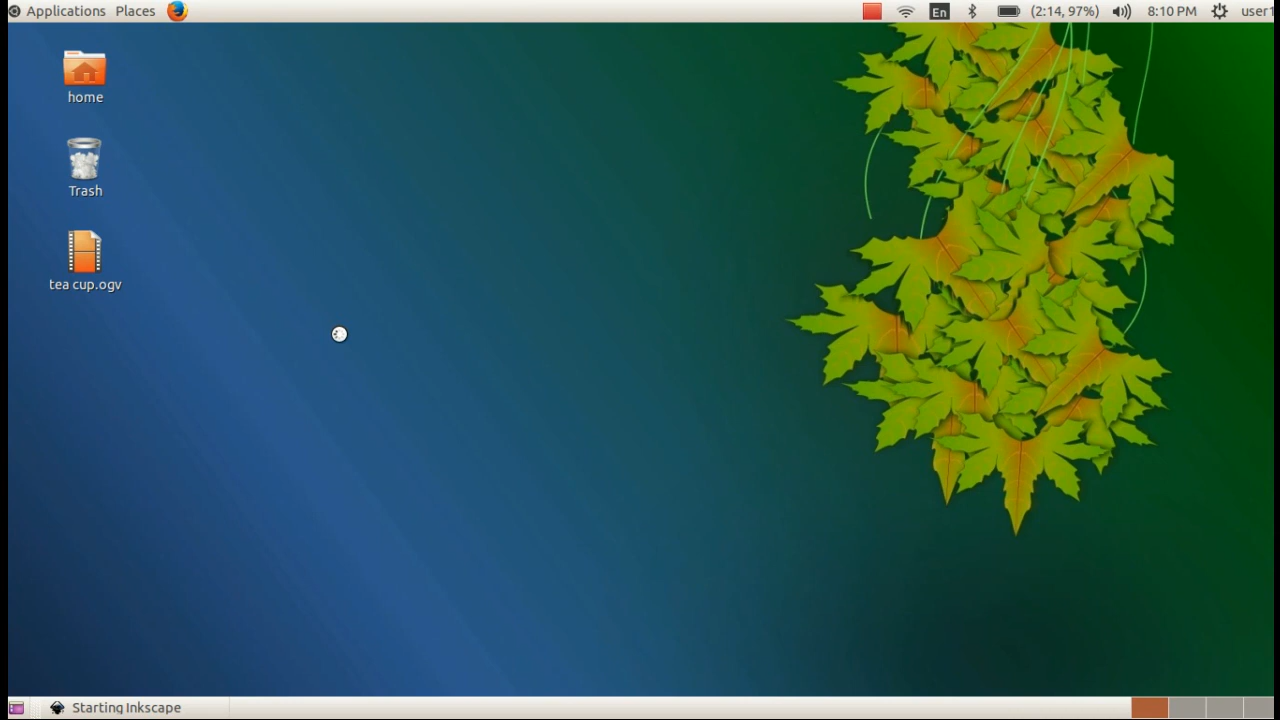 Applications Places En (2:14, 97%) 8:10 PM user1
home
Trash
tea cup.ogv
Starting Inkscape